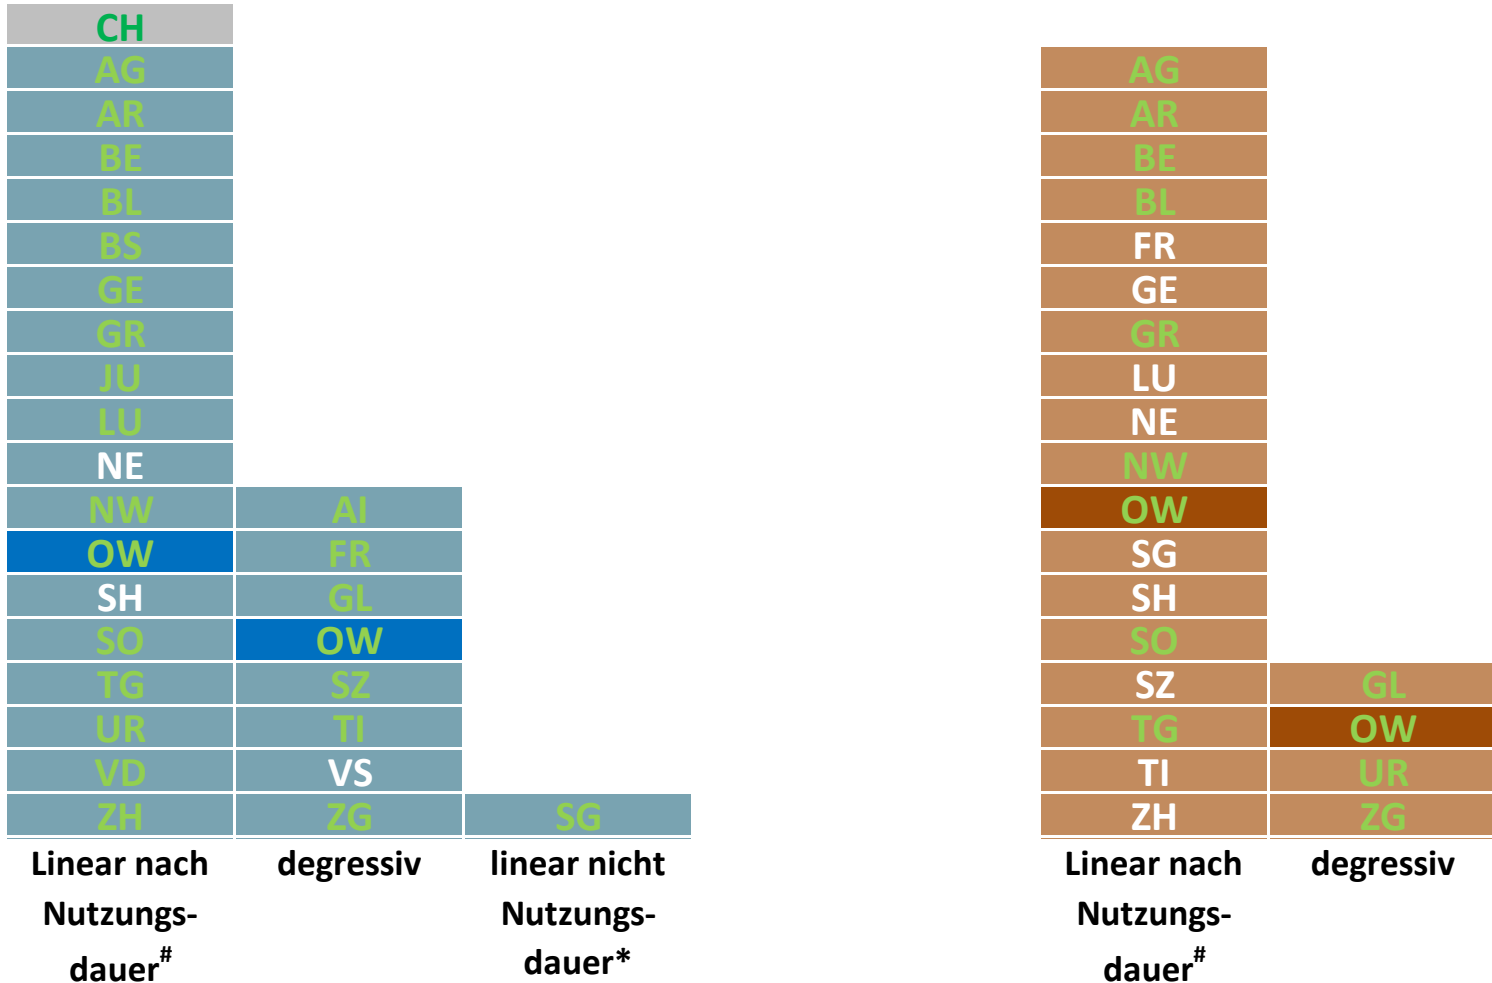 CH
AG
AR
BE
BL
BS
GE
GR
JU
LU
NE
NW
OW
SH
SO
TG
UR
VD
ZH
Linear nach
Nutzungs-
dauer#
AI
FR
GL
OW
SZ
TI
VS
ZG
degressiv
SG
linear nicht
Nutzungs-
dauer*
AG
AR
BE
BL
FR
GE
GR
LU
NE
NW
OW
SG
SH
SO
SZ
TG
TI
ZH
Linear nach
Nutzungs-
dauer#
GL
OW
UR
ZG
degressiv